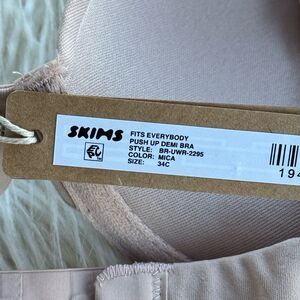 SKIMS
FITS EVERYBODY
PUSH UP DEMI BRA
STYLE: BR-UWR-2295
COLOR: MICA
SIZE: 34C
194